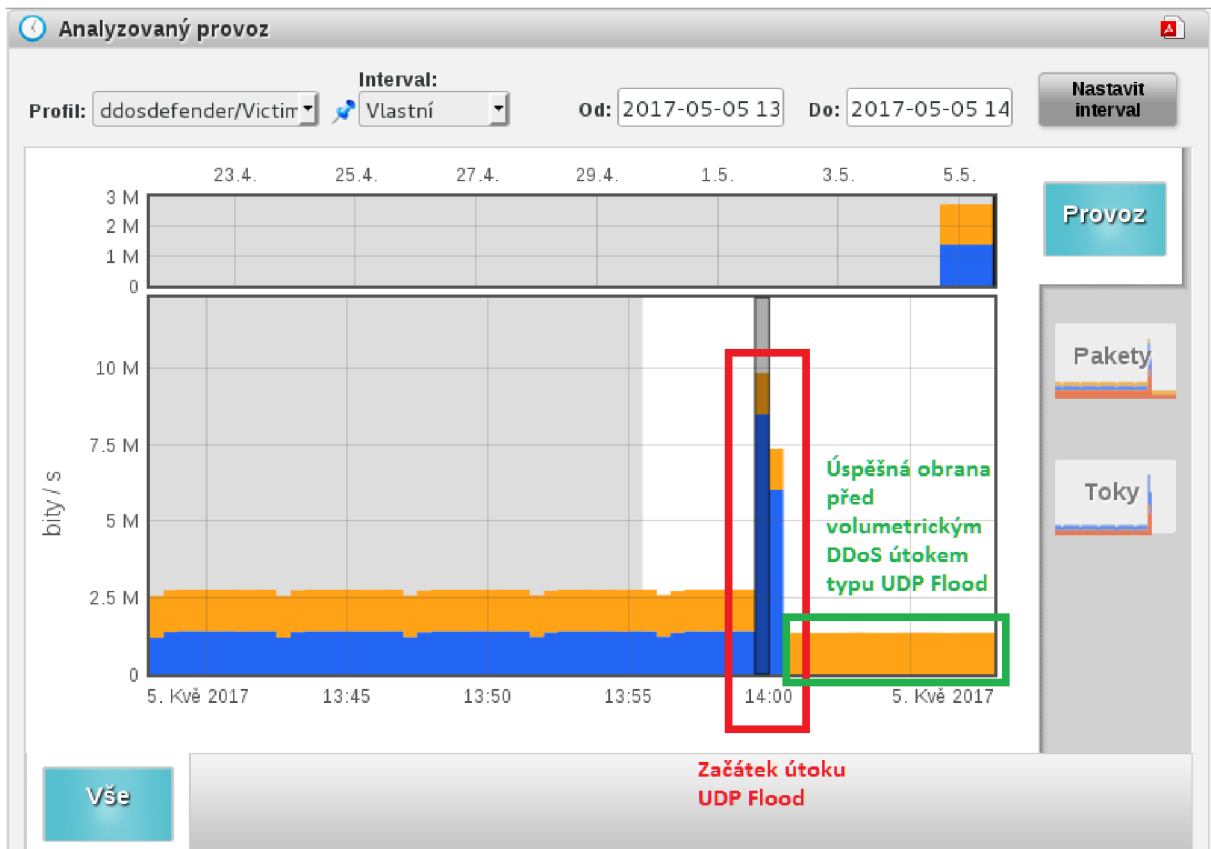 Analyzovaný provoz
Interval:
Profil: ddosdefender/Victim Vlastní Od: 2017-05-05 13 Do: 2017-05-05 14
Nastavit
interval
23.4. 25.4. 27.4. 29.4. 1.5. 3.5. 5.5.
3 M
2 M
1 M
0
Provoz
Pakety
Toky
10 M
7.5 M
5 M
2.5 M
0
bity / s
Úspěšná obrana
před
volumetrickým
DDoS útokem
typu UDP Flood
5. Kvě 2017 13:45 13:50 13:55 14:00 5. Kvě 2017
Začátek útoku
UDP Flood
Vše